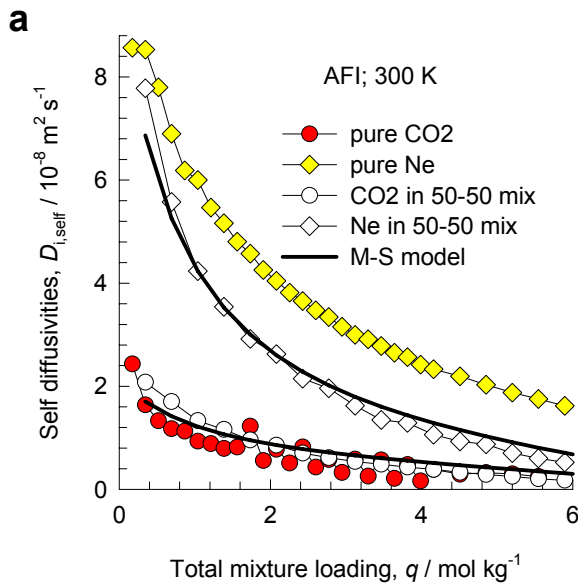 a
AFI; 300 K
pure CO2
pure Ne
CO2 in 50-50 mix
Ne in 50-50 mix
M-S model
Self diffusivities, Di,self / 10-8 m2 s-1
8
6
4
2
0
0 2 4 6
Total mixture loading, q / mol kg-1